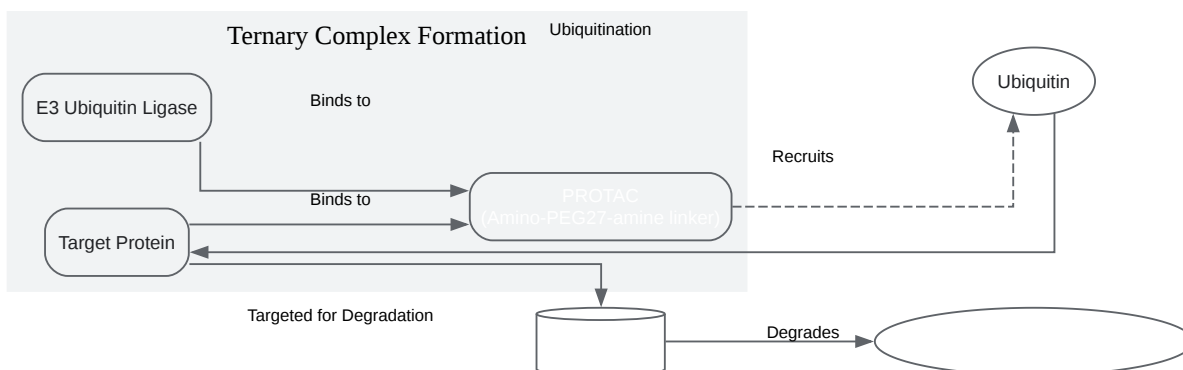 Ternary Complex Formation
Ubiquitination
E3 Ubiquitin Ligase
Binds to
Ubiquitin
Recruits
Binds to
PROTAC
(Amino-PEG27-amine linker)
Target Protein
Targeted for Degradation
Degrades